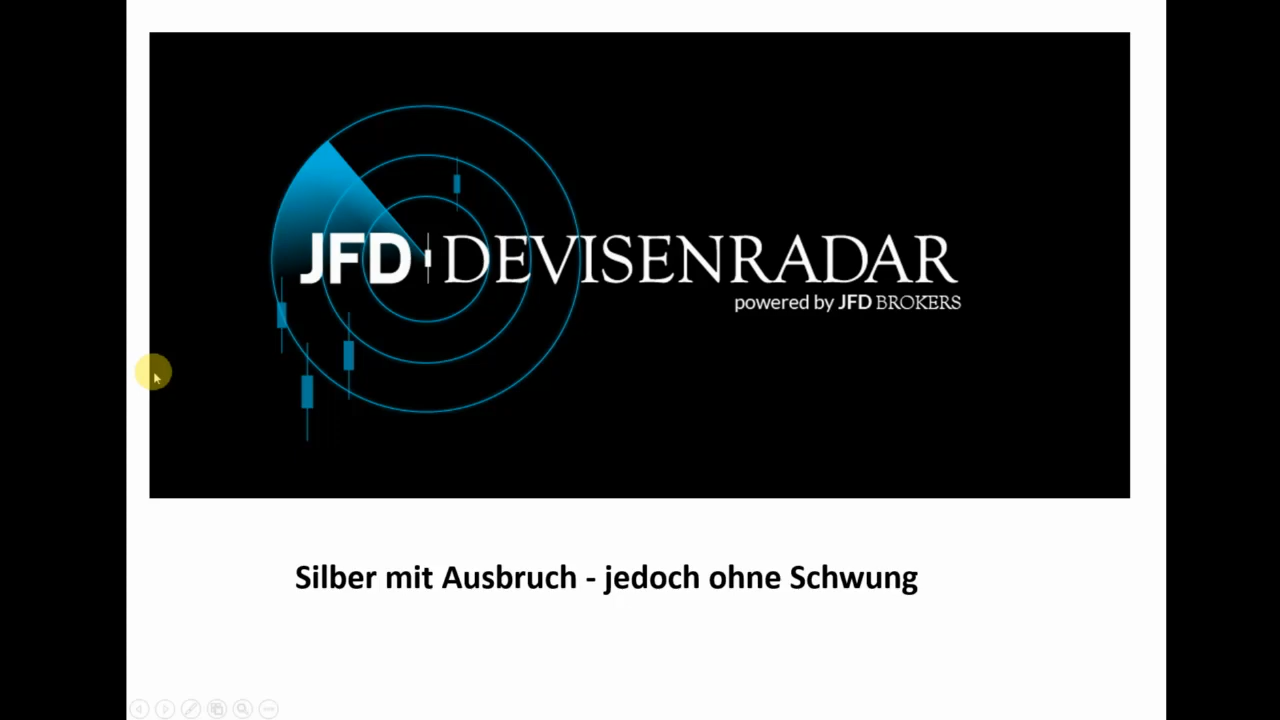 JFD DEVISENRADAR
powered by JFD BROKERS
Silber mit Ausbruch - jedoch ohne Schwung